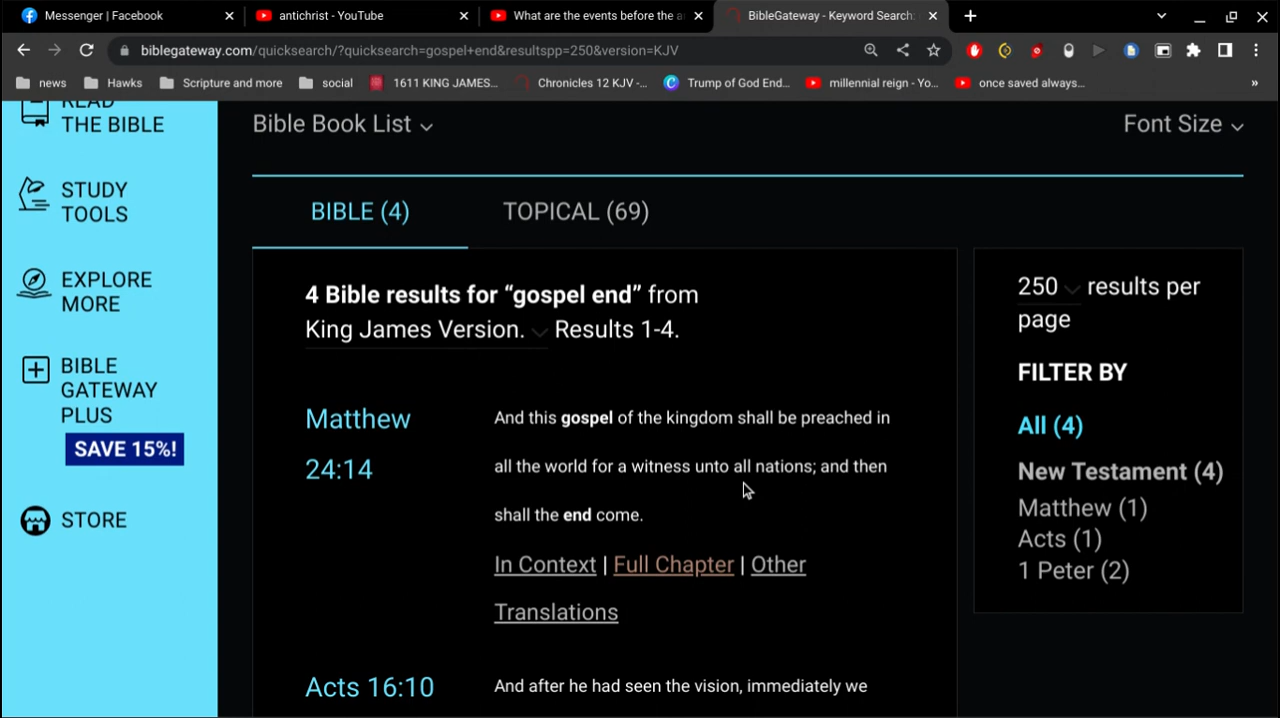 Messenger | Facebook
antichrist - YouTube
What are the events before the a
BibleGateway - Keyword Search:
biblegateway.com/quicksearch/?quicksearch=gospel+end&resultspp=250&version=KJV
news
Hawks
Scripture and more
social
1611 KING JAMES...
Chronicles 12 KJV -...
Trump of God End...
millennial reign - Yo...
once saved always...
»
READ
THE BIBLE
STUDY
TOOLS
EXPLORE
MORE
BIBLE
GATEWAY
PLUS
SAVE 15%!
STORE
Bible Book List
Font Size
BIBLE (4)
TOPICAL (69)
4 Bible results for “gospel end” from
King James Version. Results 1-4.
Matthew
24:14
And this gospel of the kingdom shall be preached in
all the world for a witness unto all nations; and then
shall the end come.
In Context | Full Chapter | Other
Translations
Acts 16:10
And after he had seen the vision, immediately we
250 results per
page
FILTER BY
All (4)
New Testament (4)
Matthew (1)
Acts (1)
1 Peter (2)